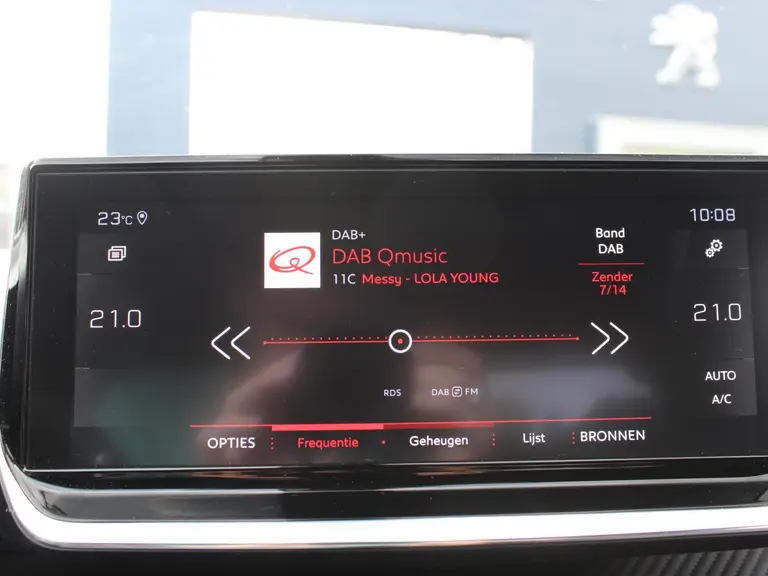 23°C
10:08
DAB+
DAB Qmusic
11C Messy - LOLA YOUNG
Band
DAB
Zender
7/14
21.0
21.0
RDS
DAB FM
AUTO
A/C
OPTIES
Frequentie
Geheugen
Lijst
BRONNEN